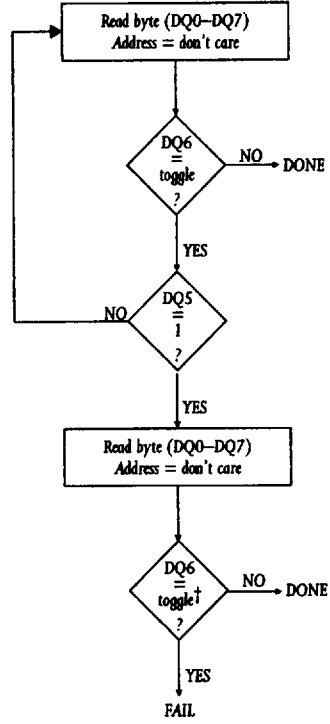 Read byte (DQ0–DQ7)
Address = don't care
DQ6
=
toggle
?
NO
DONE
YES
DQ5
=
1
?
NO
YES
Read byte (DQ0–DQ7)
Address = don't care
DQ6
=
toggle†
?
NO
DONE
YES
FAIL